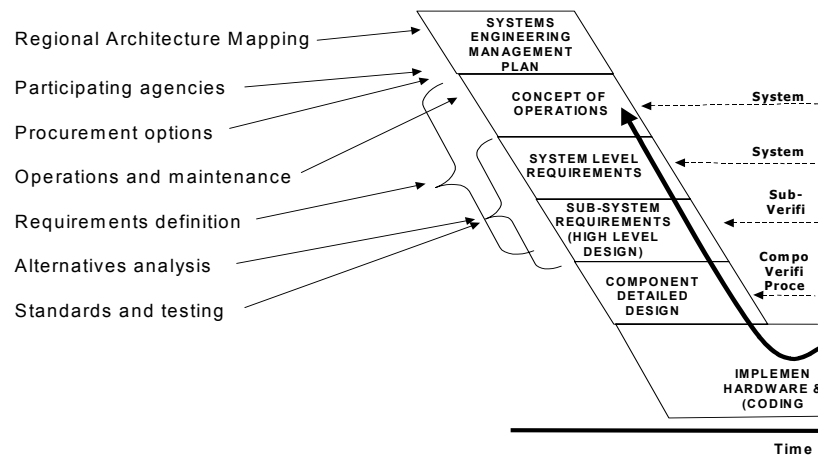 Regional Architecture Mapping
Participating agencies
Procurement options
Operations and maintenance
Requirements definition
Alternatives analysis
Standards and testing
SYSTEMS
ENGINEERING
MANAGEMENT
PLAN
CONCEPT OF
OPERATIONS
SYSTEM LEVEL
REQUIREMENTS
SUB-SYSTEM
REQUIREMENTS
(HIGH LEVEL
DESIGN)
COMPONENT
DETAILED
DESIGN
IMPLEMEN
HARDWARE &
(CODING
System
System
Sub-
Verifi
Compo
Verifi
Proce
Time